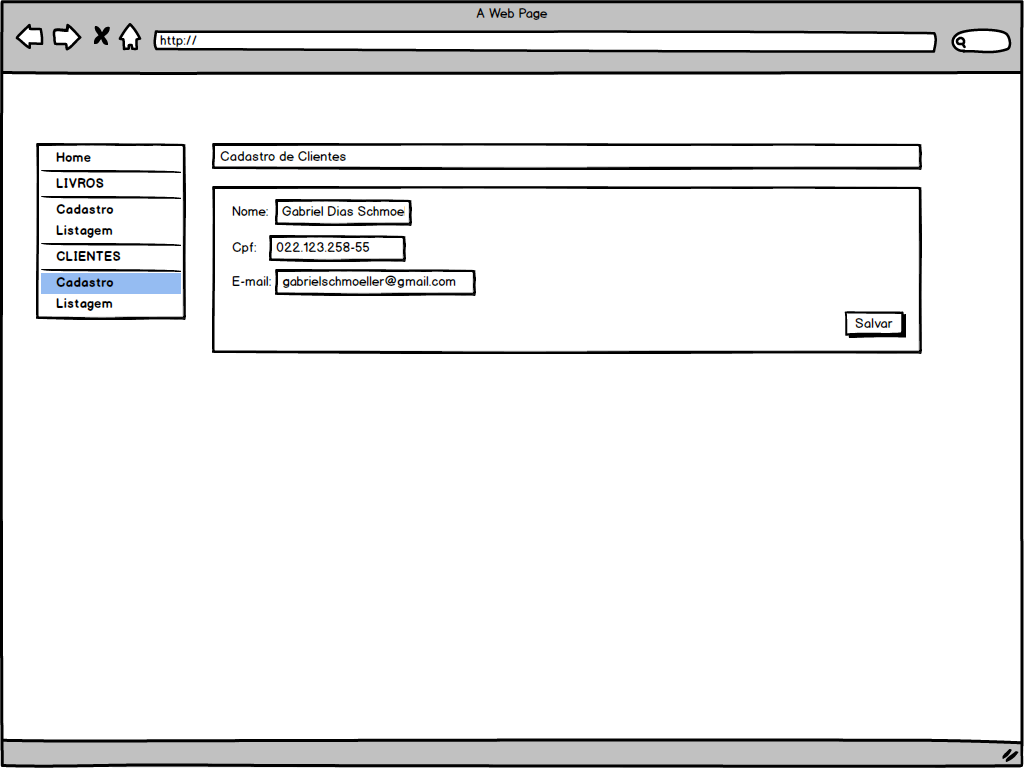 A Web Page
http://
Home
LIVROS
Cadastro
Listagem
CLIENTES
Cadastro
Listagem
Cadastro de Clientes
Nome: Gabriel Dias Schmoe
Cpf: 022.123.258-55
E-mail: gabrielschmoeller@gmail.com
Salvar